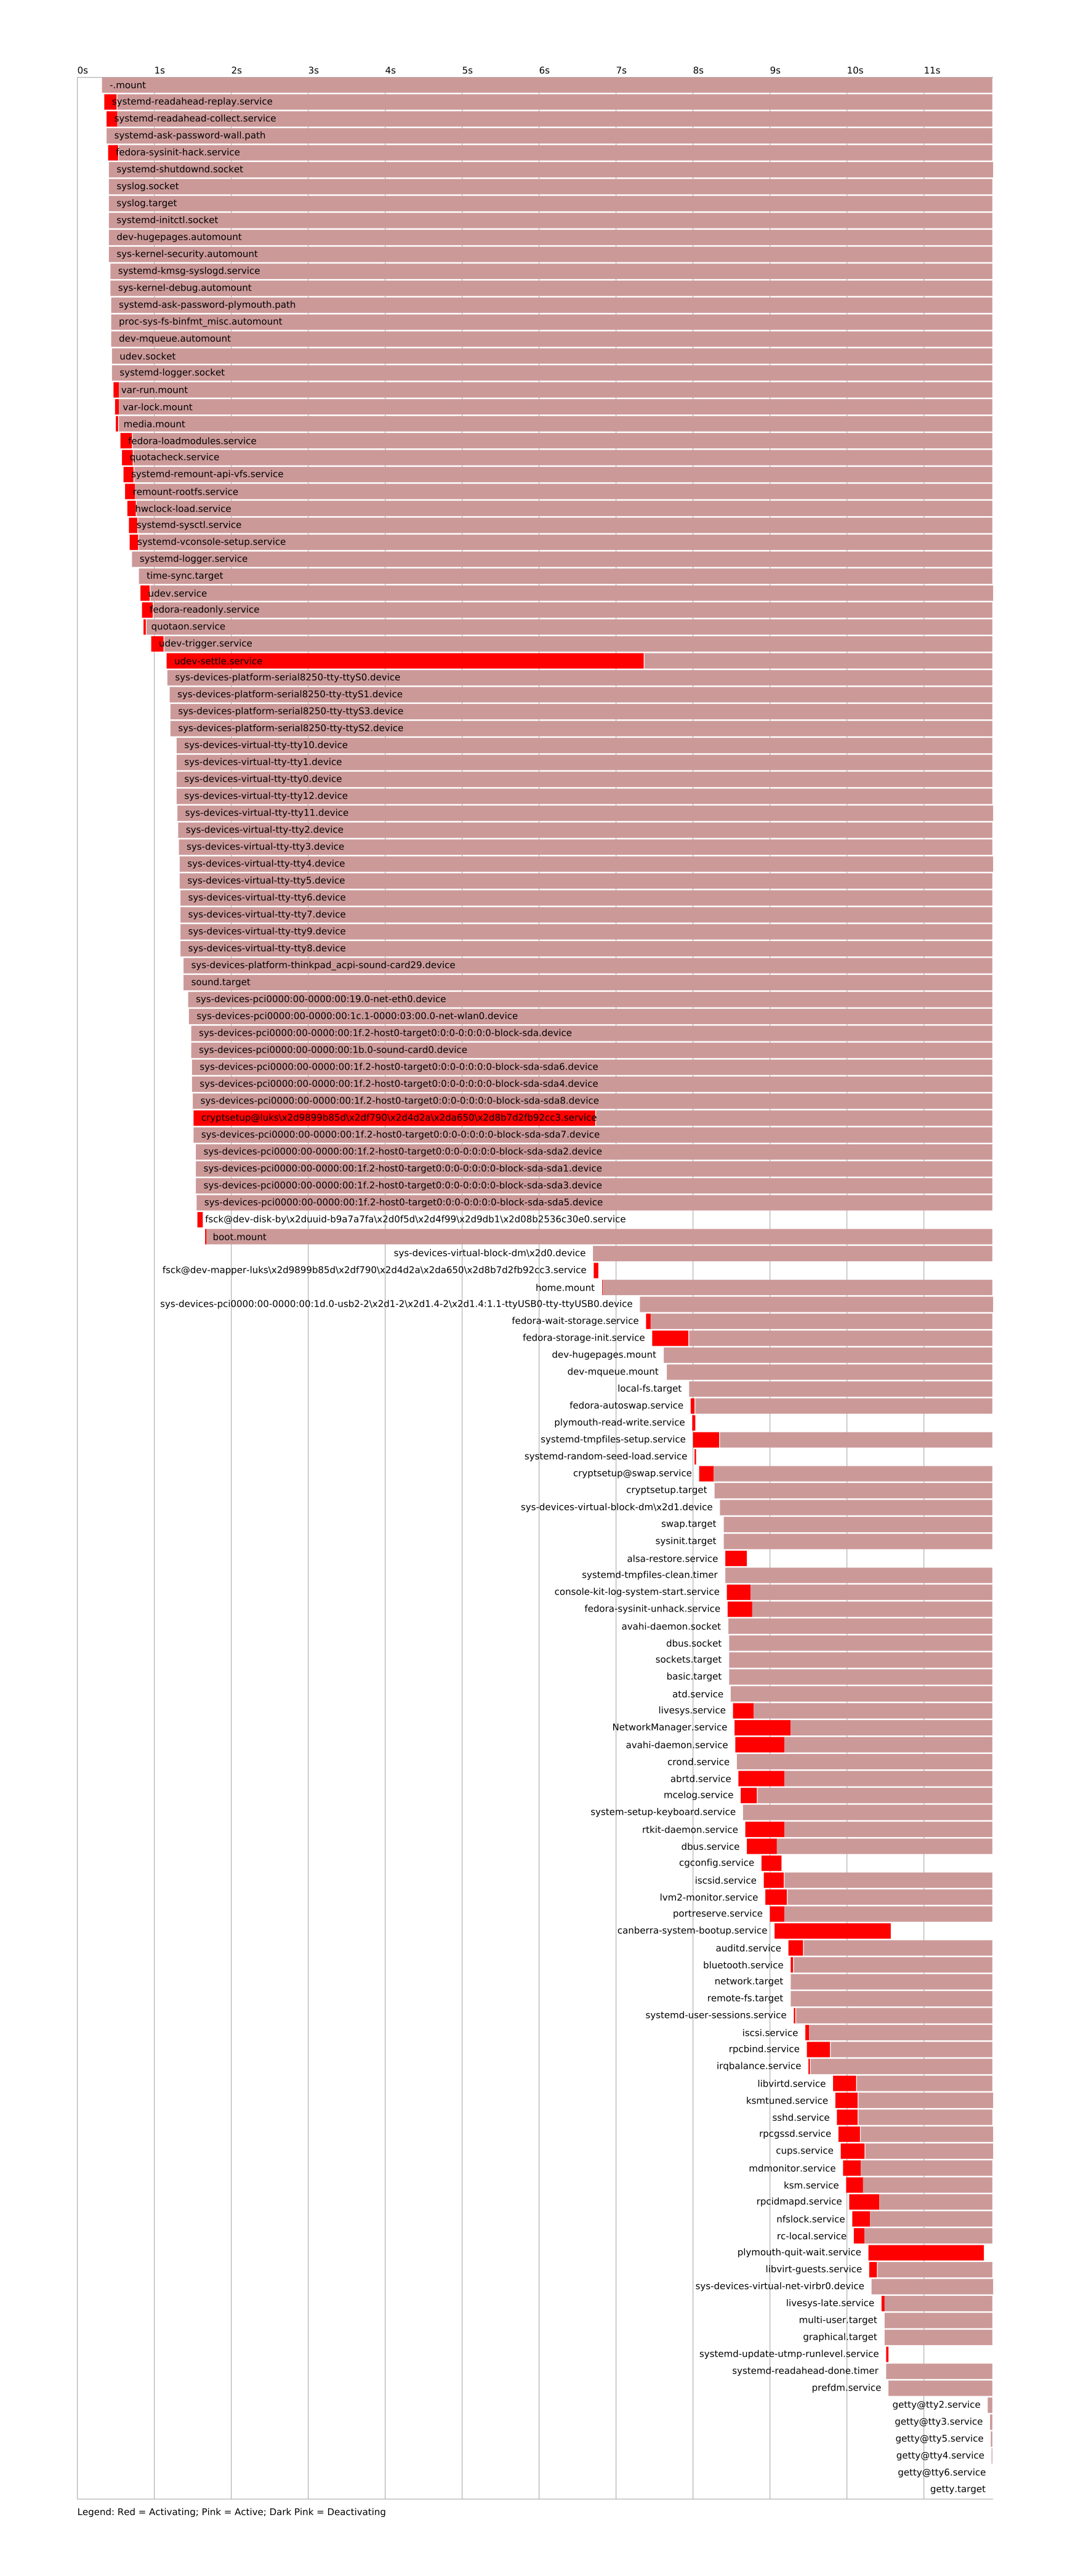 0s 1s 2s 3s 4s 5s 6s 7s 8s 9s 10s 11s
-.mount
systemd-readahead-replay.service
systemd-readahead-collect.service
systemd-ask-password-wall.path
fedora-sysinit-hack.service
systemd-shutdownd.socket
syslog.socket
syslog.target
systemd-initctl.socket
dev-hugepages.automount
sys-kernel-security.automount
systemd-kmsg-syslogd.service
sys-kernel-debug.automount
systemd-ask-password-plymouth.path
proc-sys-fs-binfmt_misc.automount
dev-mqueue.automount
udev.socket
systemd-logger.socket
var-run.mount
var-lock.mount
media.mount
fedora-loadmodules.service
quotacheck.service
systemd-remount-api-vfs.service
remount-rootfs.service
hwclock-load.service
systemd-sysctl.service
systemd-vconsole-setup.service
systemd-logger.service
time-sync.target
udev.service
fedora-readonly.service
quotaon.service
udev-trigger.service
udev-settle.service
sys-devices-platform-serial8250-tty-ttyS0.device
sys-devices-platform-serial8250-tty-ttyS1.device
sys-devices-platform-serial8250-tty-ttyS3.device
sys-devices-platform-serial8250-tty-ttyS2.device
sys-devices-virtual-tty-tty10.device
sys-devices-virtual-tty-tty1.device
sys-devices-virtual-tty-tty0.device
sys-devices-virtual-tty-tty12.device
sys-devices-virtual-tty-tty11.device
sys-devices-virtual-tty-tty2.device
sys-devices-virtual-tty-tty3.device
sys-devices-virtual-tty-tty4.device
sys-devices-virtual-tty-tty5.device
sys-devices-virtual-tty-tty6.device
sys-devices-virtual-tty-tty7.device
sys-devices-virtual-tty-tty9.device
sys-devices-virtual-tty-tty8.device
sys-devices-platform-thinkpad_acpi-sound-card29.device
sound.target
sys-devices-pci0000:00-0000:00:19.0-net-eth0.device
sys-devices-pci0000:00-0000:00:1c.1-0000:03:00.0-net-wlan0.device
sys-devices-pci0000:00-0000:00:1f.2-host0-target0:0:0-0:0:0:0-block-sda.device
sys-devices-pci0000:00-0000:00:1b.0-sound-card0.device
sys-devices-pci0000:00-0000:00:1f.2-host0-target0:0:0-0:0:0:0-block-sda-sda6.device
sys-devices-pci0000:00-0000:00:1f.2-host0-target0:0:0-0:0:0:0-block-sda-sda4.device
sys-devices-pci0000:00-0000:00:1f.2-host0-target0:0:0-0:0:0:0-block-sda-sda8.device
cryptsetup@luks\x2d9899b85d\x2df790\x2d4d2a\x2da650\x2d8b7d2fb92cc3.service
sys-devices-pci0000:00-0000:00:1f.2-host0-target0:0:0-0:0:0:0-block-sda-sda7.device
sys-devices-pci0000:00-0000:00:1f.2-host0-target0:0:0-0:0:0:0-block-sda-sda2.device
sys-devices-pci0000:00-0000:00:1f.2-host0-target0:0:0-0:0:0:0-block-sda-sda1.device
sys-devices-pci0000:00-0000:00:1f.2-host0-target0:0:0-0:0:0:0-block-sda-sda3.device
sys-devices-pci0000:00-0000:00:1f.2-host0-target0:0:0-0:0:0:0-block-sda-sda5.device
fsck@dev-disk-by\x2duuid-b9a7a7fa\x2d0f5d\x2d4f99\x2d9db1\x2d08b2536c30e0.service
boot.mount
sys-devices-virtual-block-dm\x2d0.device
fsck@dev-mapper-luks\x2d9899b85d\x2df790\x2d4d2a\x2da650\x2d8b7d2fb92cc3.service
home.mount
sys-devices-pci0000:00-0000:00:1d.0-usb2-2\x2d1-2\x2d1.4-2\x2d1.4:1.1-ttyUSB0-tty-ttyUSB0.device
fedora-wait-storage.service
fedora-storage-init.service
dev-hugepages.mount
dev-mqueue.mount
local-fs.target
fedora-autoswap.service
plymouth-read-write.service
systemd-tmpfiles-setup.service
systemd-random-seed-load.service
cryptsetup@swap.service
cryptsetup.target
sys-devices-virtual-block-dm\x2d1.device
swap.target
sysinit.target
alsa-restore.service
systemd-tmpfiles-clean.timer
console-kit-log-system-start.service
fedora-sysinit-unhack.service
avahi-daemon.socket
dbus.socket
sockets.target
basic.target
atd.service
livesys.service
NetworkManager.service
avahi-daemon.service
crond.service
abrtd.service
mcelog.service
system-setup-keyboard.service
rtkit-daemon.service
dbus.service
cgconfig.service
iscsid.service
lvm2-monitor.service
portreserve.service
canberra-system-bootup.service
auditd.service
bluetooth.service
network.target
remote-fs.target
systemd-user-sessions.service
iscsi.service
rpcbind.service
irqbalance.service
libvirtd.service
ksmtuned.service
sshd.service
rpcgssd.service
cups.service
mdmonitor.service
ksm.service
rpcidmapd.service
nfslock.service
rc-local.service
plymouth-quit-wait.service
libvirt-guests.service
sys-devices-virtual-net-virbr0.device
livesys-late.service
multi-user.target
graphical.target
systemd-update-utmp-runlevel.service
systemd-readahead-done.timer
prefdm.service
getty@tty2.service
getty@tty3.service
getty@tty5.service
getty@tty4.service
getty@tty6.service
getty.target
Legend: Red = Activating; Pink = Active; Dark Pink = Deactivating